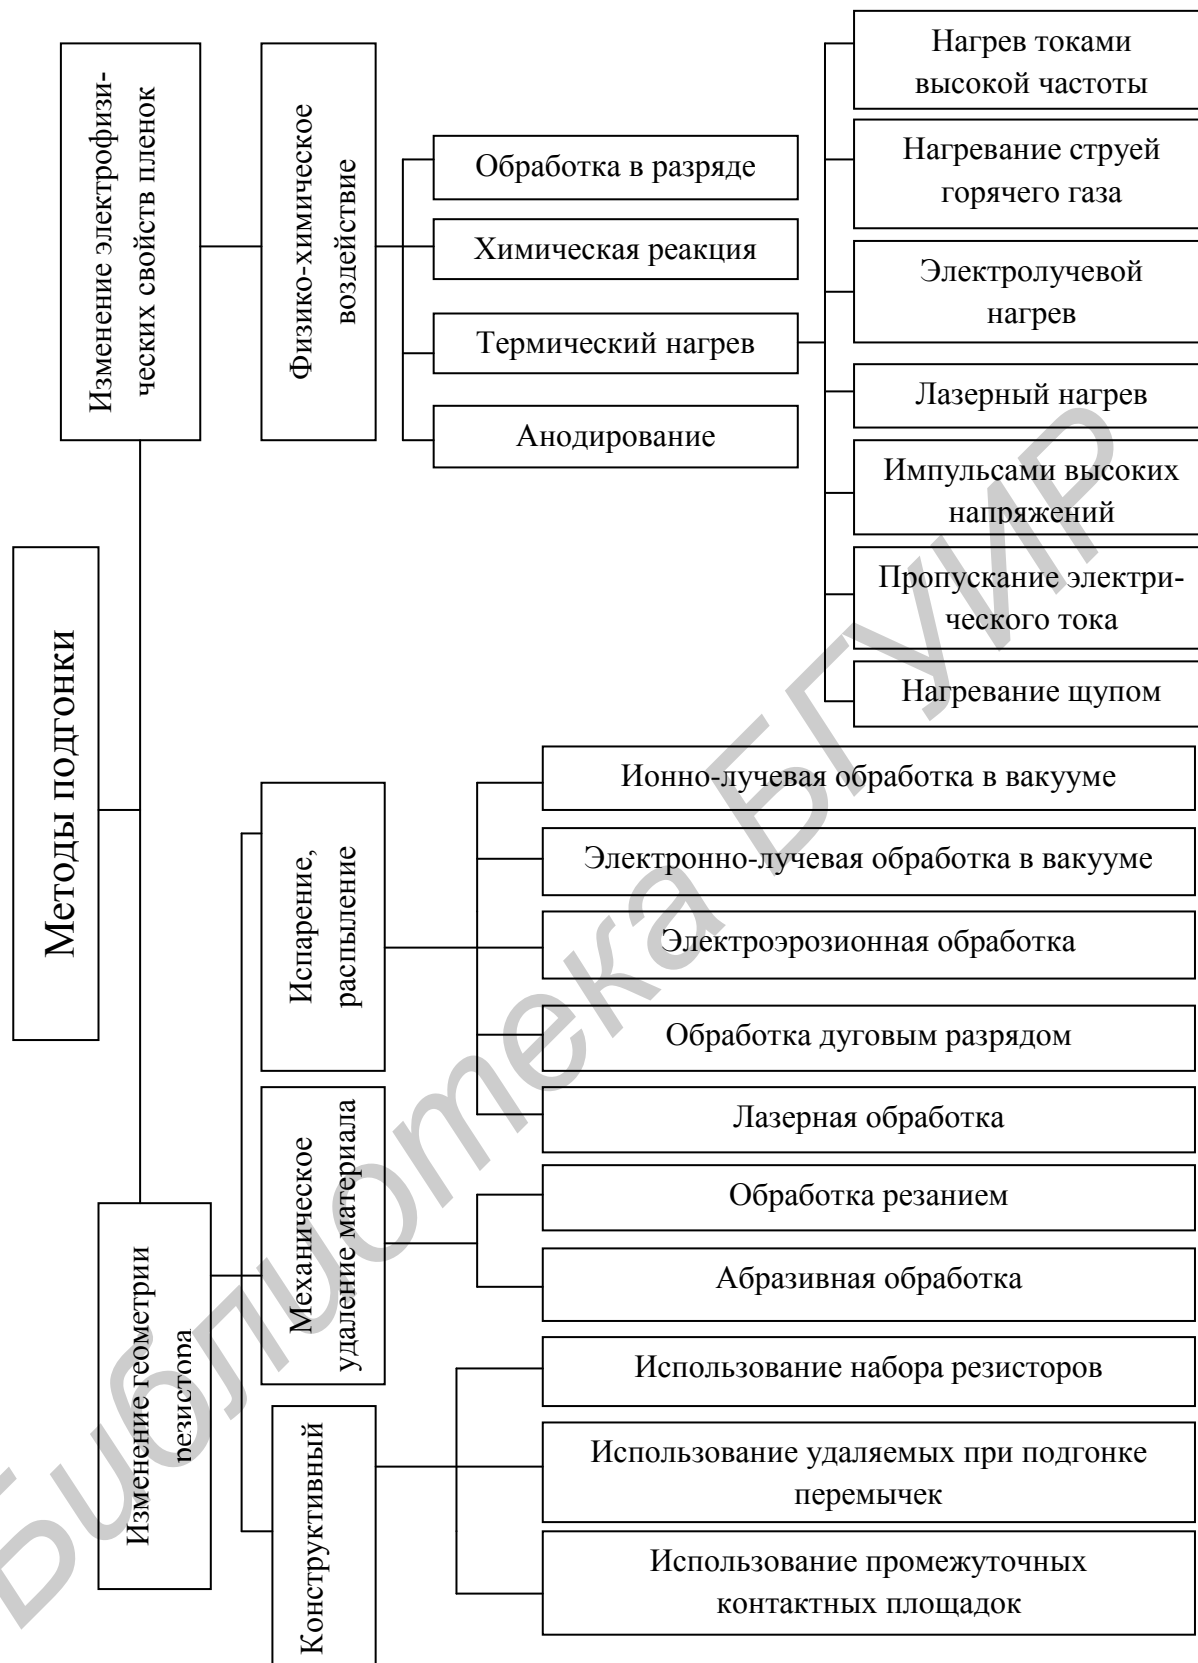 Методы подгонки
Изменение электрофизи-
ческих свойств пленок
Физико-химическое
воздействие
Обработка в разряде
Химическая реакция
Термический нагрев
Анодирование
Нагрев токами
высокой частоты
Нагревание струей
горячего газа
Электролучевой
нагрев
Лазерный нагрев
Импульсами высоких
напряжений
Пропускание электри-
ческого тока
Нагревание щупом
Изменение геометрии
резистора
Испарение,
распыление
Ионно-лучевая обработка в вакууме
Электронно-лучевая обработка в вакууме
Электроэрозионная обработка
Обработка дуговым разрядом
Лазерная обработка
Механическое
удаление материала
Обработка резанием
Абразивная обработка
Конструктивный
Использование набора резисторов
Использование удаляемых при подгонке
перемычек
Использование промежуточных
контактных площадок
Библиотека БГУИР